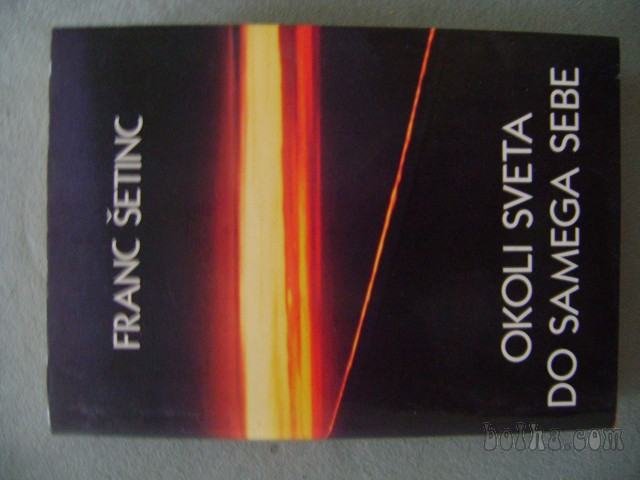 FRANC ŠETINC
OKOLI SVETA
DO SAMEGA SEBE
bolha.com